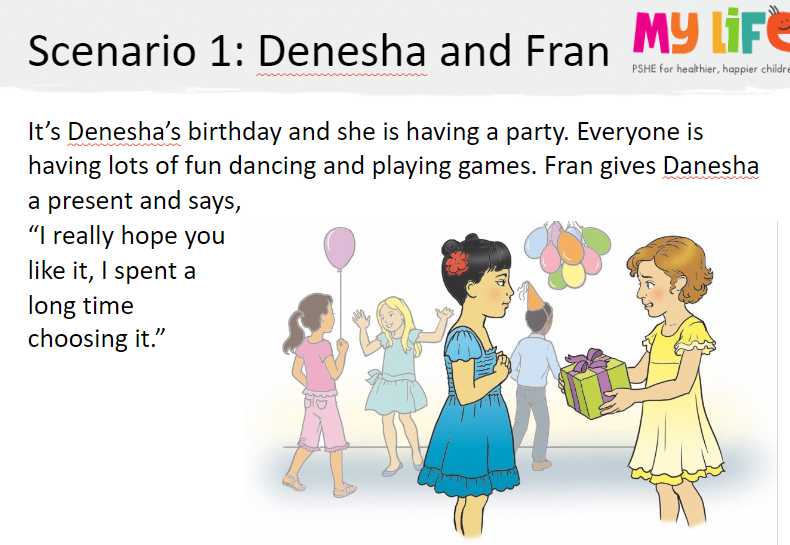 Scenario 1: Denesha and Fran
MY LiFe
PSHE for healthier, happier childre
It’s Denesha’s birthday and she is having a party. Everyone is
having lots of fun dancing and playing games. Fran gives Danesha
a present and says,
“I really hope you
like it, I spent a
long time
choosing it.”